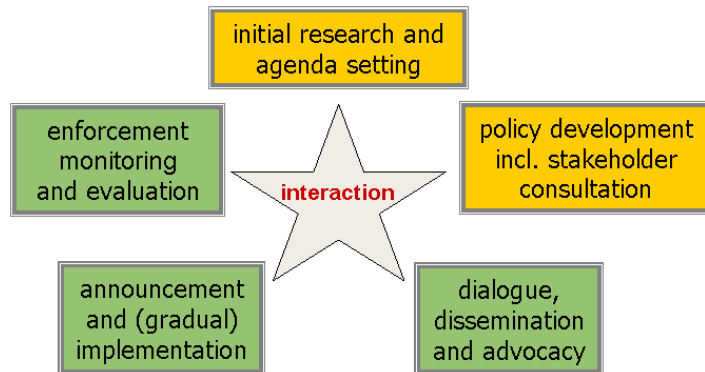 initial research and
agenda setting
enforcement
monitoring
and evaluation
policy development
incl. stakeholder
consultation
interaction
announcement
and (gradual)
implementation
dialogue,
dissemination
and advocacy